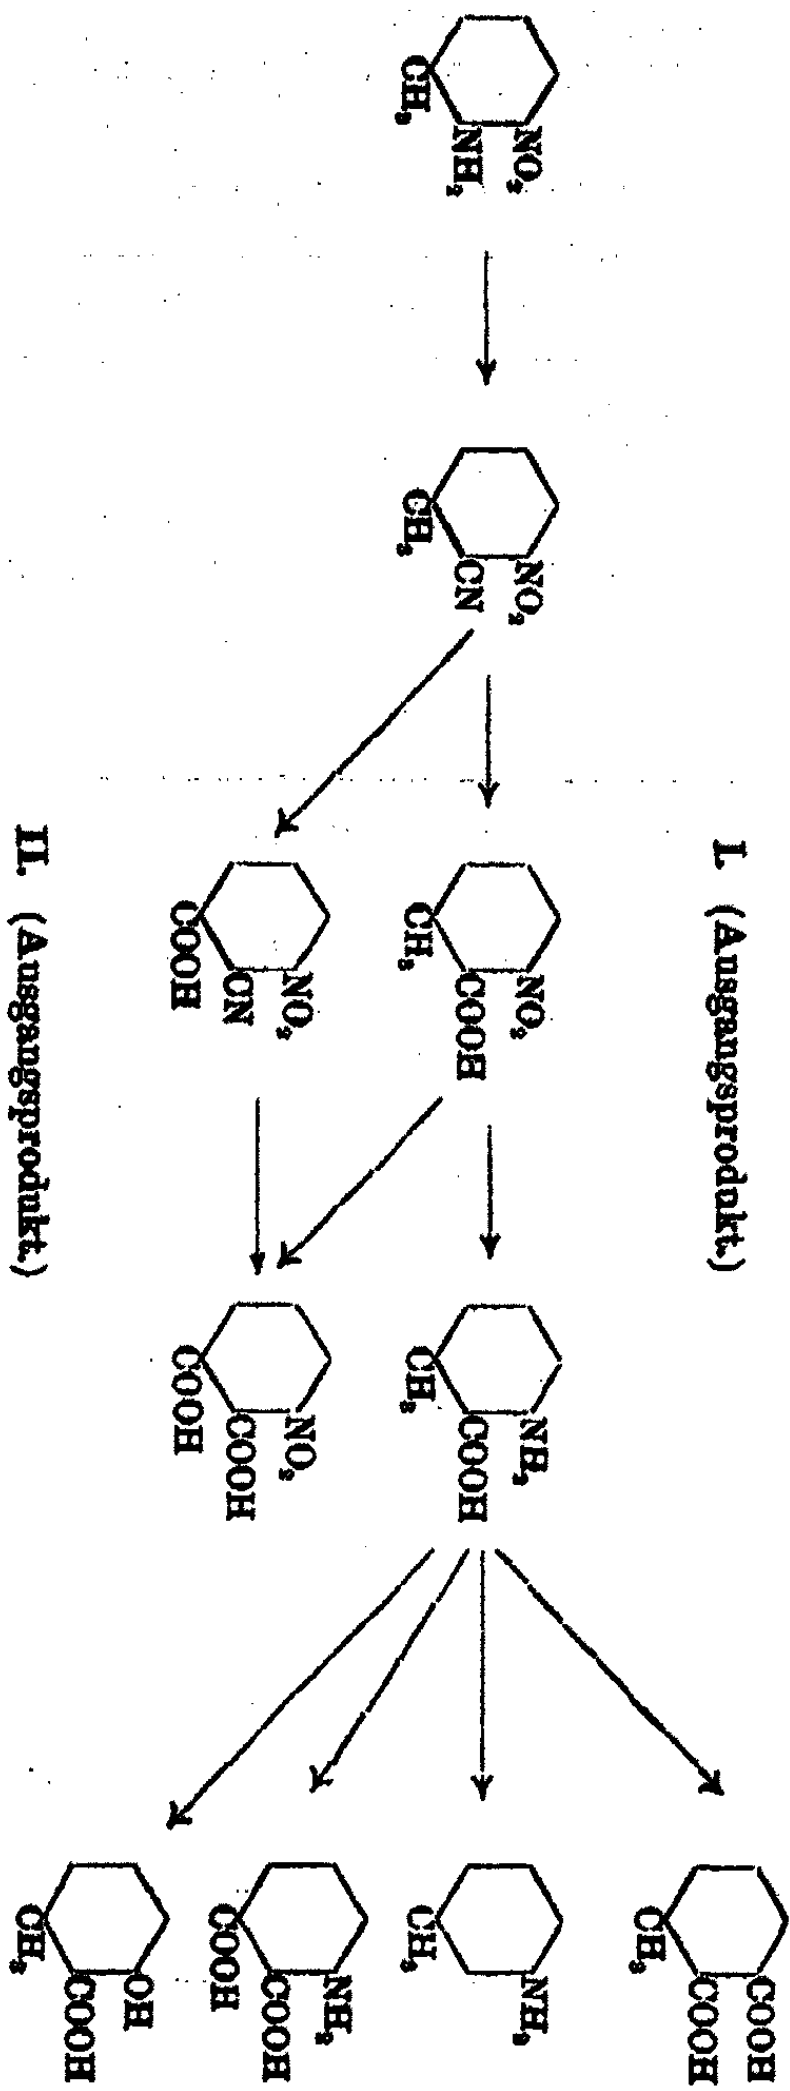 I. (Ausgangsprodukt.)
NO₂
NH₂
CH₃
NO₂
CN
CH₃
NO₂
COOH
CH₃
NH₂
COOH
CH₃
NO₂
CN
COOH
NO₂
COOH
COOH
COOH
COOH
CH₃
NH₂
CH₃
NH₂
COOH
COOH
OH
COOH
CH₃
II. (Ausgangsprodukt.)